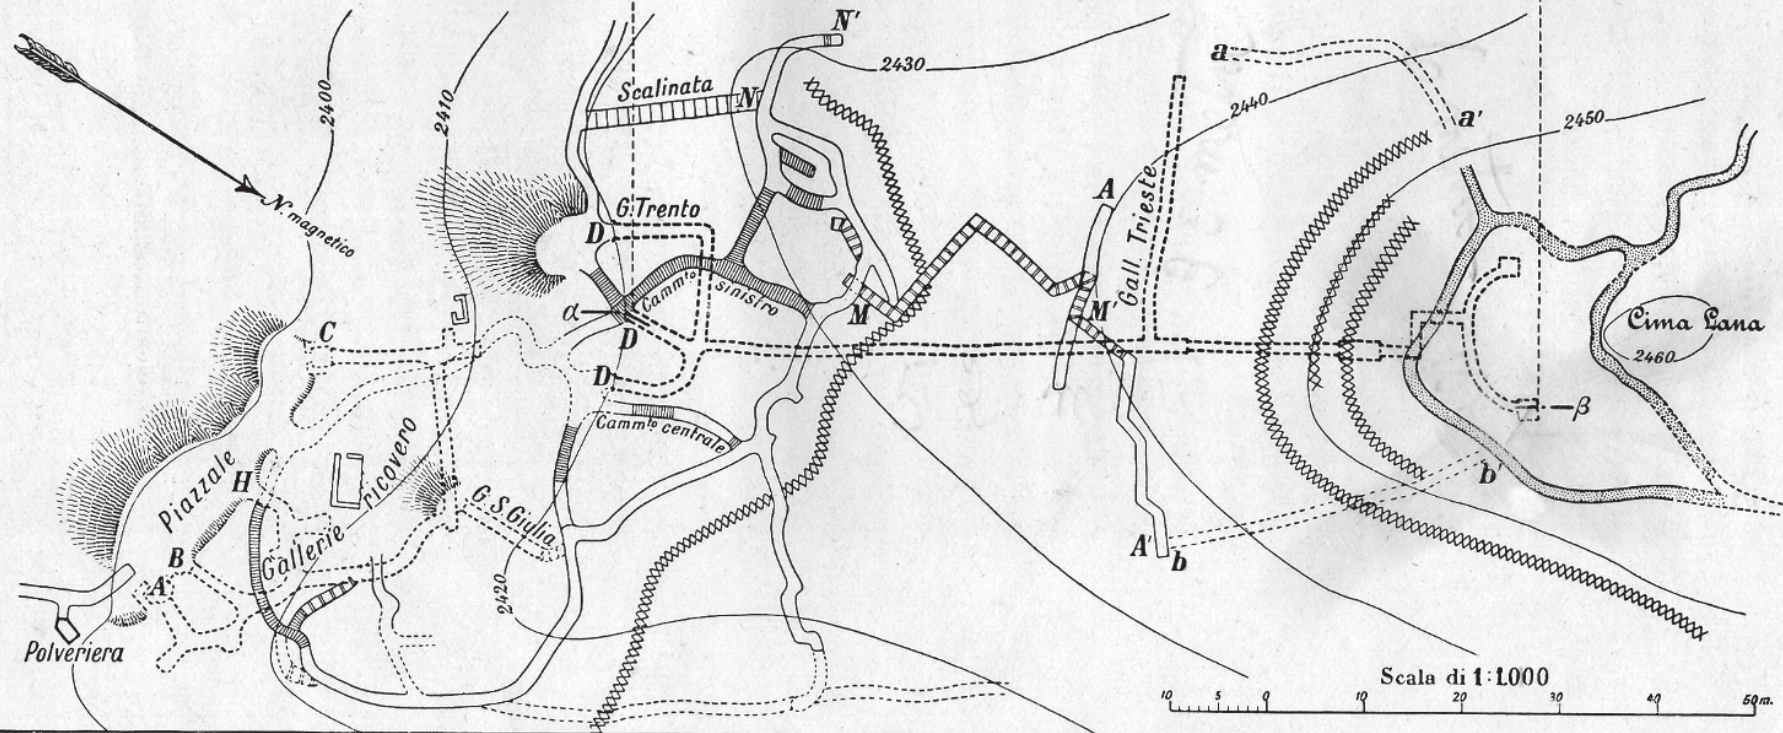 N'
2400
2410
Scalinata
N
2430
a
2440
a'
2450
N. magnetico
G. Trento
D
A
Gall. Trieste
Camm.to sinistro
α
D
M
M'
C
D
Cima Lana
2460
β
Camm.to centrale
Piazzale
H
ricovero
Gallerie
G. S. Giulia
b'
A'
b
B
A
2420
Polveriera
Scala di 1:1.000
10 5 0 10 20 30 40 50 m.